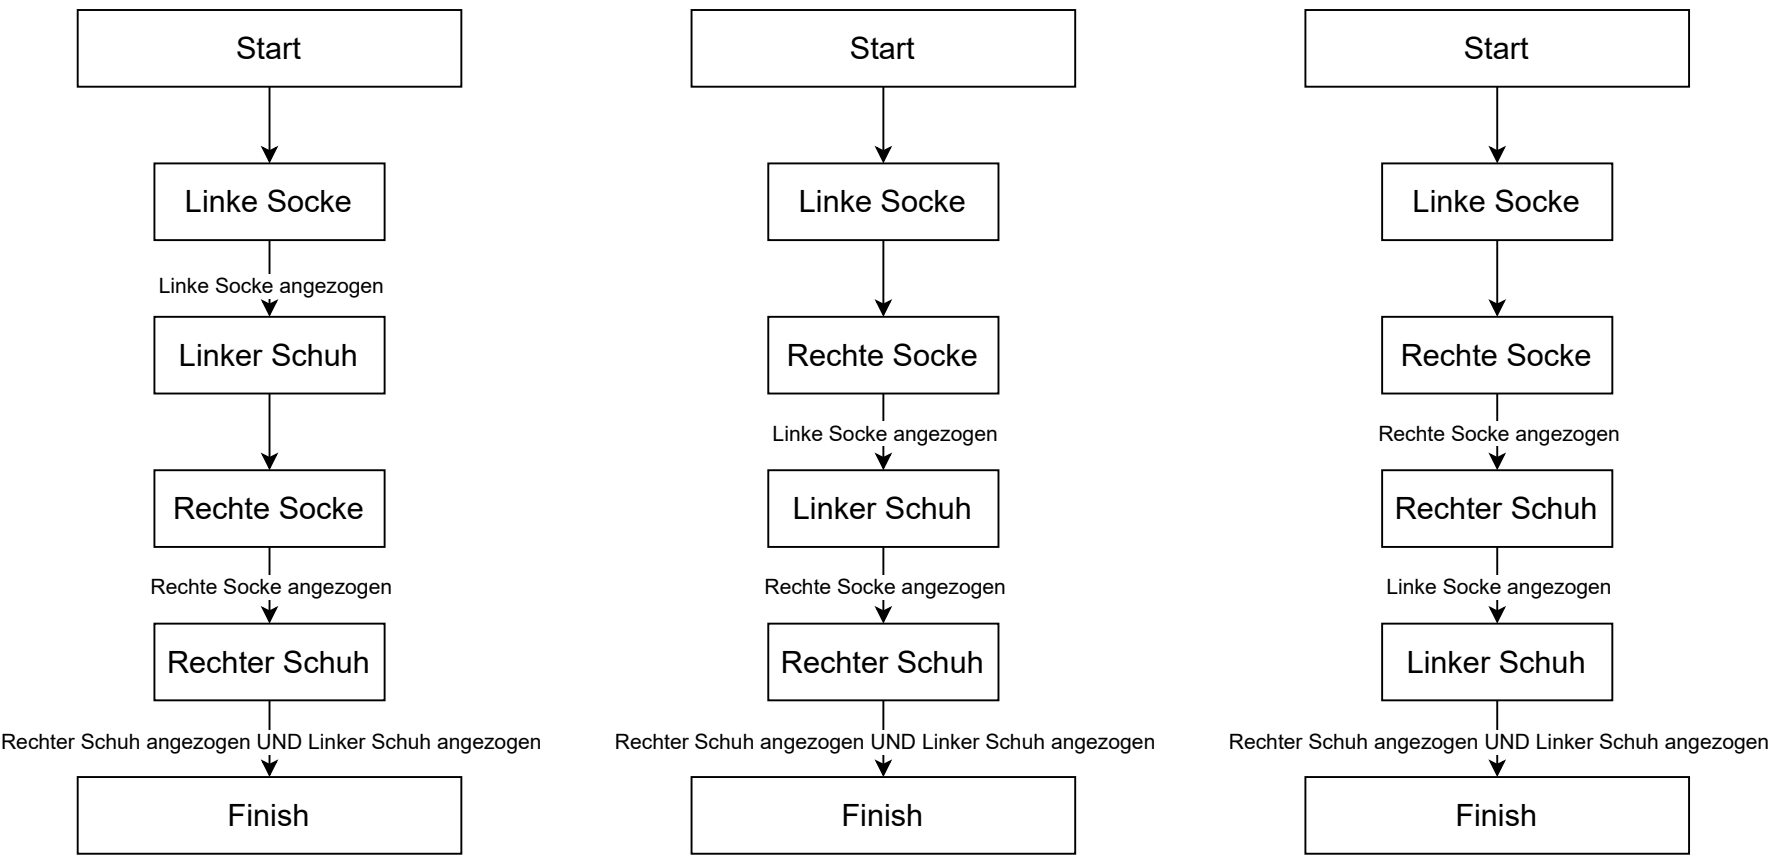 Start
Linke Socke
Linke Socke angezogen
Linker Schuh
Rechte Socke
Rechte Socke angezogen
Rechter Schuh
Rechter Schuh angezogen UND Linker Schuh angezogen
Finish
Start
Linke Socke
Rechte Socke
Linke Socke angezogen
Linker Schuh
Rechte Socke angezogen
Rechter Schuh
Rechter Schuh angezogen UND Linker Schuh angezogen
Finish
Start
Linke Socke
Rechte Socke
Rechte Socke angezogen
Rechter Schuh
Linke Socke angezogen
Linker Schuh
Rechter Schuh angezogen UND Linker Schuh angezogen
Finish